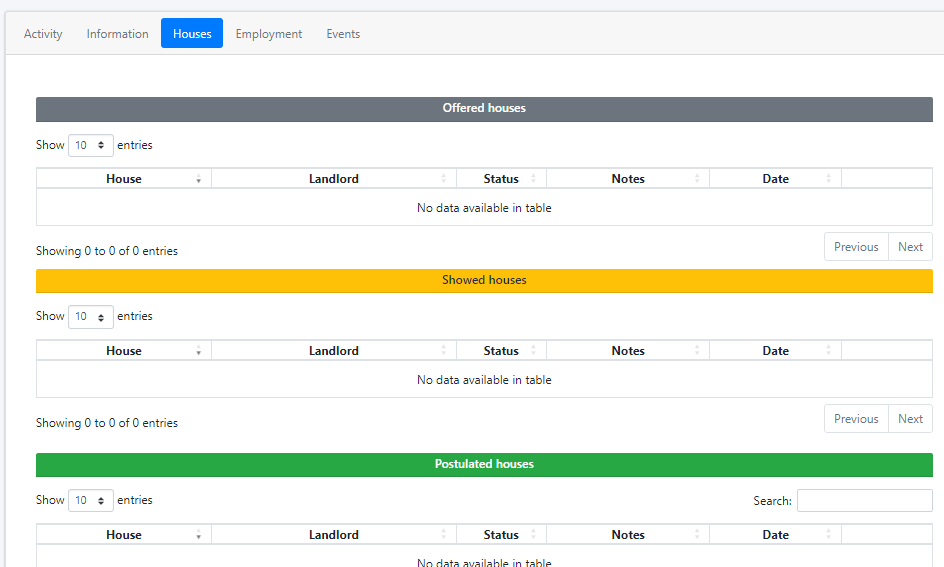 Activity Information Houses Employment Events
Offered houses
Show 10 entries
House Landlord Status Notes Date
No data available in table
Showing 0 to 0 of 0 entries
Previous Next
Showed houses
Show 10 entries
House Landlord Status Notes Date
No data available in table
Showing 0 to 0 of 0 entries
Previous Next
Postulated houses
Show 10 entries Search:
House Landlord Status Notes Date
No data available in table